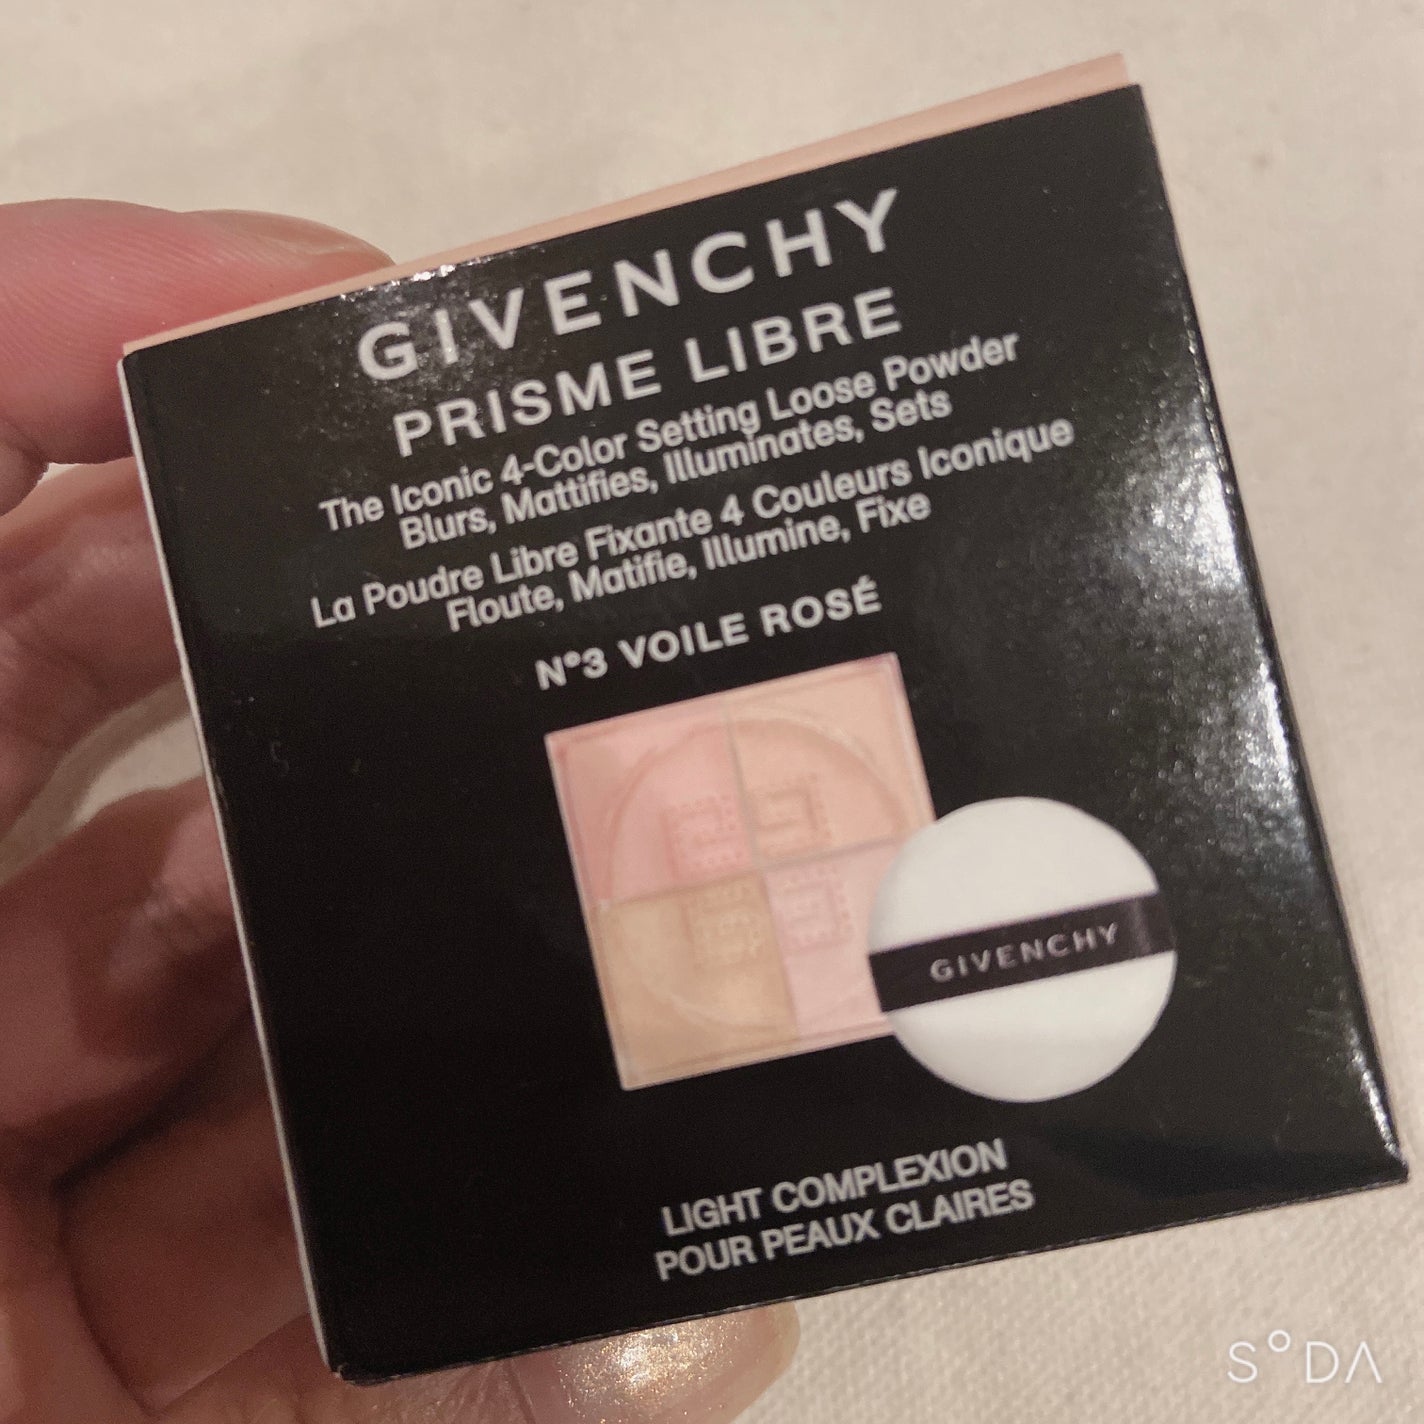 GIVENCHY
PRISME LIBRE
The Iconic 4-Color Setting Loose Powder
Blurs, Mattifies, Illuminates, Sets
La Poudre Libre Fixante 4 Couleurs Iconique
Floute, Matifie, Illumine, Fixe
N°3 VOILE ROSÉ
GIVENCHY
LIGHT COMPLEXION
POUR PEAUX CLAIRES
SODA